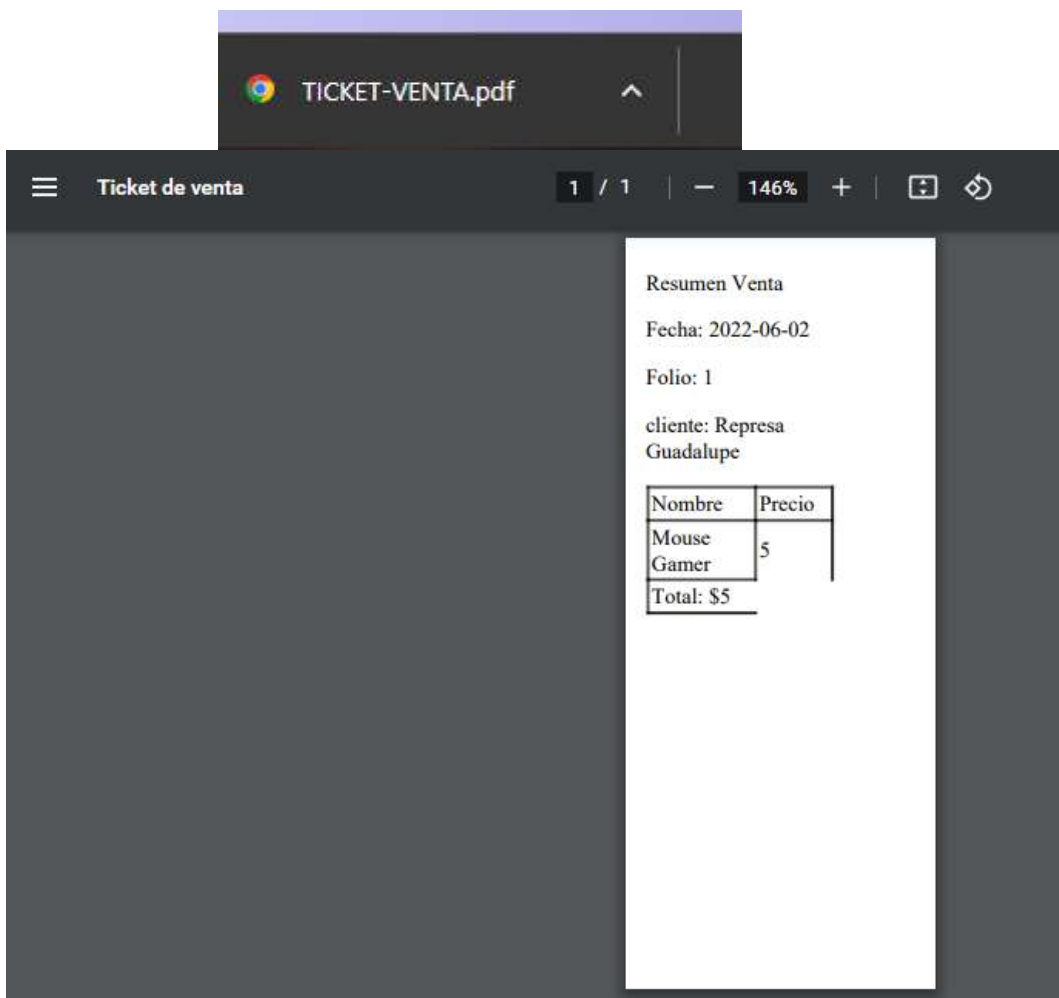 TICKET-VENTA.pdf
Ticket de venta 1 / 1 146%
Resumen Venta
Fecha: 2022-06-02
Folio: 1
cliente: Represa
Guadalupe
Nombre Precio
Mouse
Gamer 5
Total: $5